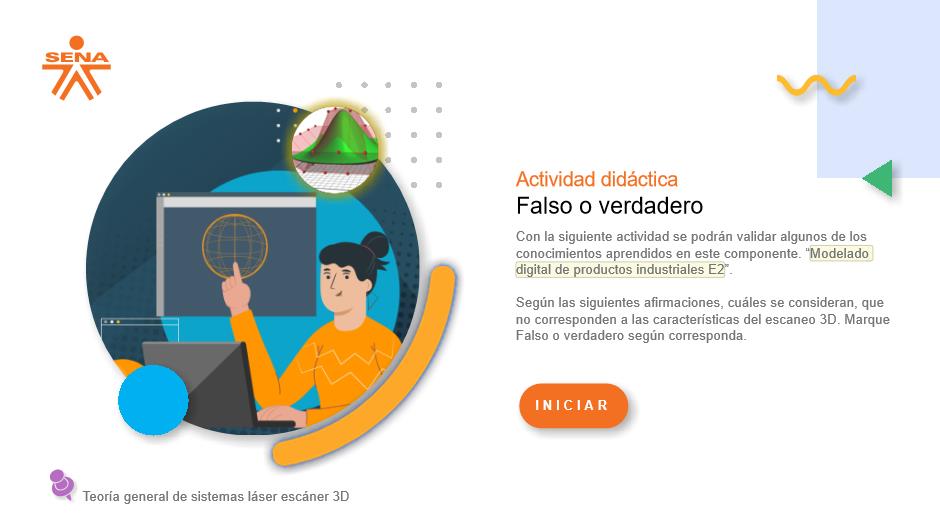 SENA
Actividad didáctica
Falso o verdadero
Con la siguiente actividad se podrán validar algunos de los
conocimientos aprendidos en este componente. “Modelado
digital de productos industriales E2”.
Según las siguientes afirmaciones, cuáles se consideran, que
no corresponden a las características del escaneo 3D. Marque
Falso o verdadero según corresponda.
INICIAR
Teoría general de sistemas láser escáner 3D